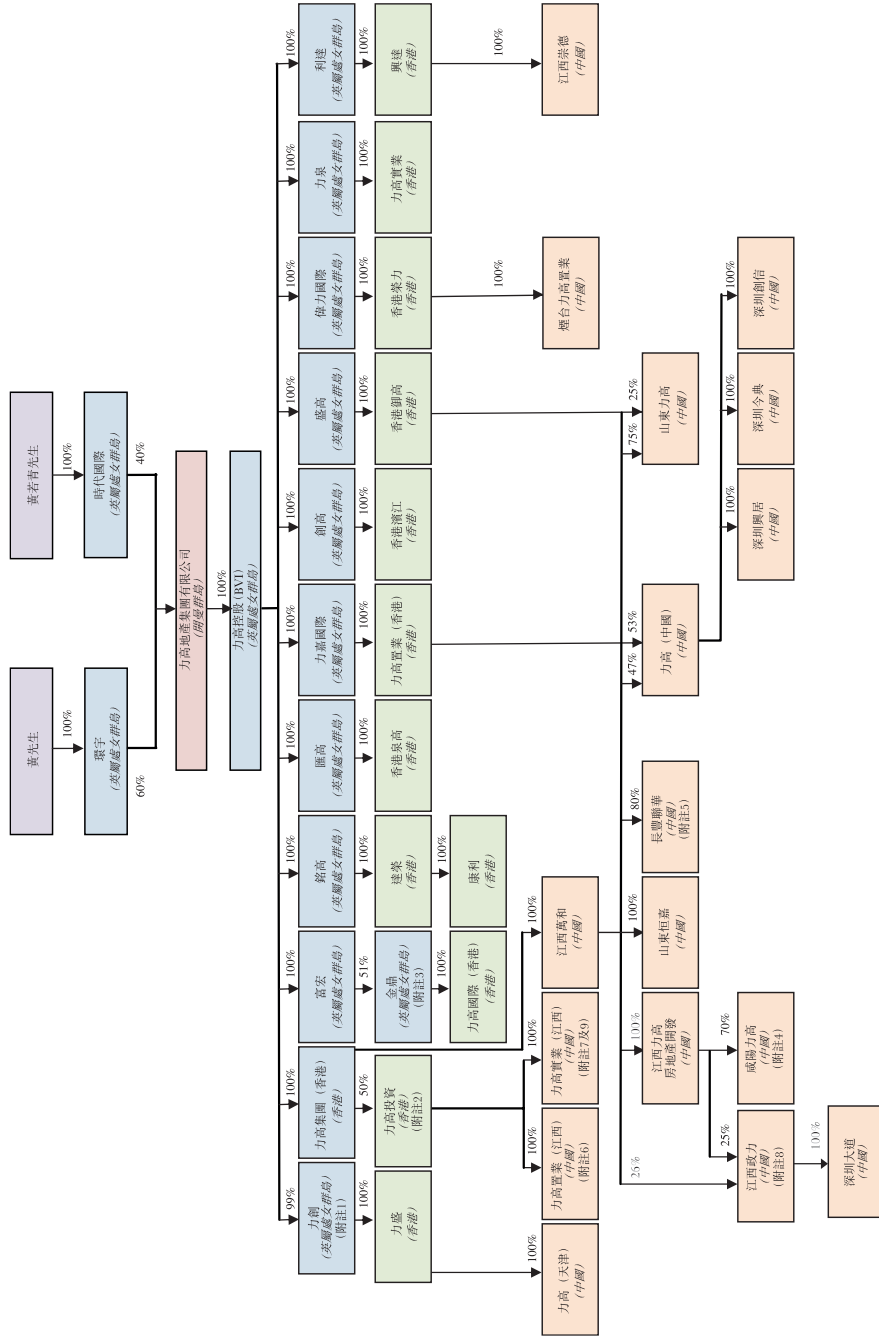 黃先生
黃若青先生
100%
100%
環宇
(英屬處女群島)
時代國際
(英屬處女群島)
60%
40%
力高地產集團有限公司
(開曼群島)
100%
力高控股(BVI)
(英屬處女群島)
99%
100%
100%
100%
100%
100%
100%
100%
100%
100%
100%
力創
(英屬處女群島)
(附註1)
力高集團（香港）
(香港)
富宏
(英屬處女群島)
銘高
(英屬處女群島)
匯高
(英屬處女群島)
力嘉國際
(英屬處女群島)
創高
(英屬處女群島)
盛高
(英屬處女群島)
偉力國際
(英屬處女群島)
力泉
(英屬處女群島)
利達
(英屬處女群島)
100%
50%
51%
100%
100%
100%
100%
100%
100%
100%
100%
力盛
(香港)
力高投資
(香港)
(附註2)
金鼎
(英屬處女群島)
(附註3)
達榮
(香港)
香港泉高
(香港)
力高置業（香港）
(香港)
香港濱江
(香港)
香港御高
(香港)
香港榮力
(香港)
力高實業
(香港)
興達
(香港)
100%
100%
力高國際（香港）
(香港)
康利
(香港)
100%
100%
100%
100%
100%
100%
力高（天津）
(中國)
力高置業（江西）
(中國)
(附註6)
力高實業（江西）
(中國)
(附註7及9)
江西萬和
(中國)
煙台力高置業
(中國)
江西崇德
(中國)
25%
100%
100%
80%
47%
53%
75%
25%
江西力高
房地產開發
(中國)
山東恒嘉
(中國)
長豐聯華
(中國)
(附註5)
力高（中國）
(中國)
山東力高
(中國)
25%
70%
100%
100%
100%
江西政力
(中國)
(附註8)
咸陽力高
(中國)
(附註4)
深圳興居
(中國)
深圳今典
(中國)
深圳創信
(中國)
100%
深圳大道
(中國)